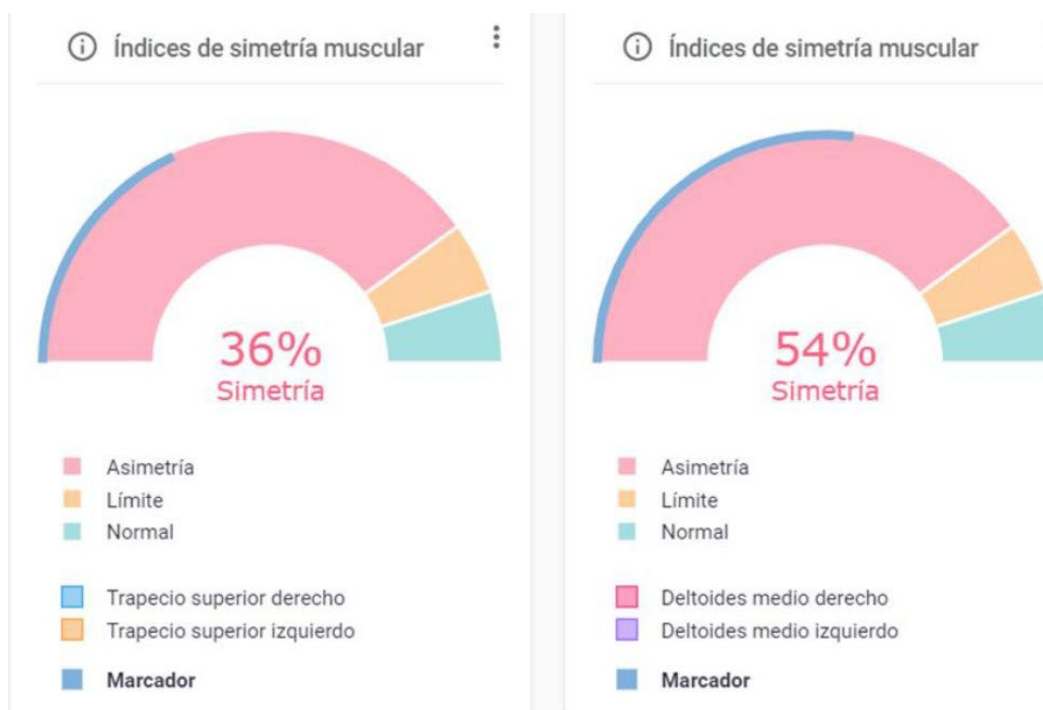 Índices de simetría muscular
36%
Simetría
Asimetría
Límite
Normal
Trapecio superior derecho
Trapecio superior izquierdo
Marcador
Índices de simetría muscular
54%
Simetría
Asimetría
Límite
Normal
Deltoides medio derecho
Deltoides medio izquierdo
Marcador